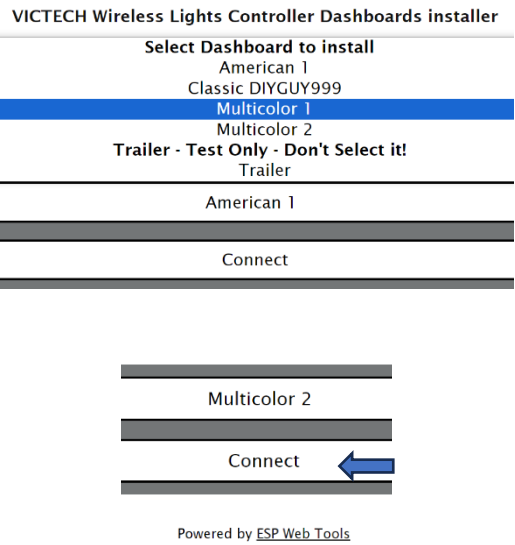 VICTECH Wireless Lights Controller Dashboards installer
Select Dashboard to install
American 1
Classic DIYGUY999
Multicolor 1
Multicolor 2
Trailer - Test Only - Don't Select it!
Trailer
American 1
Connect
Multicolor 2
Connect
Powered by ESP Web Tools